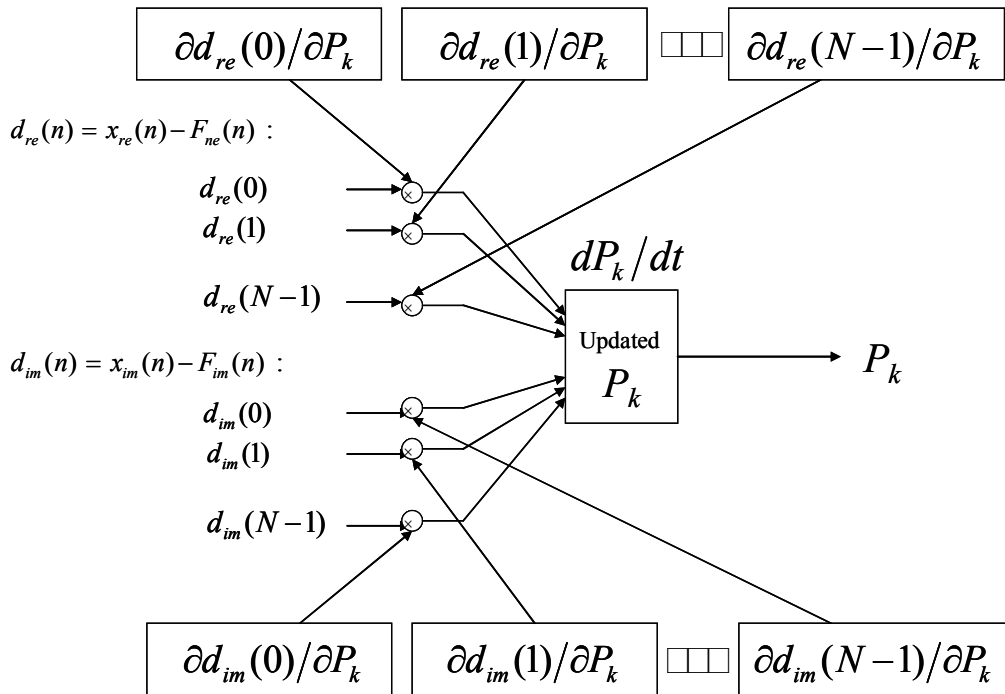 ∂d_re(0)/∂P_k ∂d_re(1)/∂P_k □□□ ∂d_re(N−1)/∂P_k
d_re(n) = x_re(n) − F_ne(n) :
d_re(0)
×
d_re(1)
×
dP_k/dt
d_re(N−1)
×
Updated
P_k
P_k
d_im(n) = x_im(n) − F_im(n) :
d_im(0)
×
d_im(1)
×
d_im(N−1)
×
∂d_im(0)/∂P_k ∂d_im(1)/∂P_k □□□ ∂d_im(N−1)/∂P_k